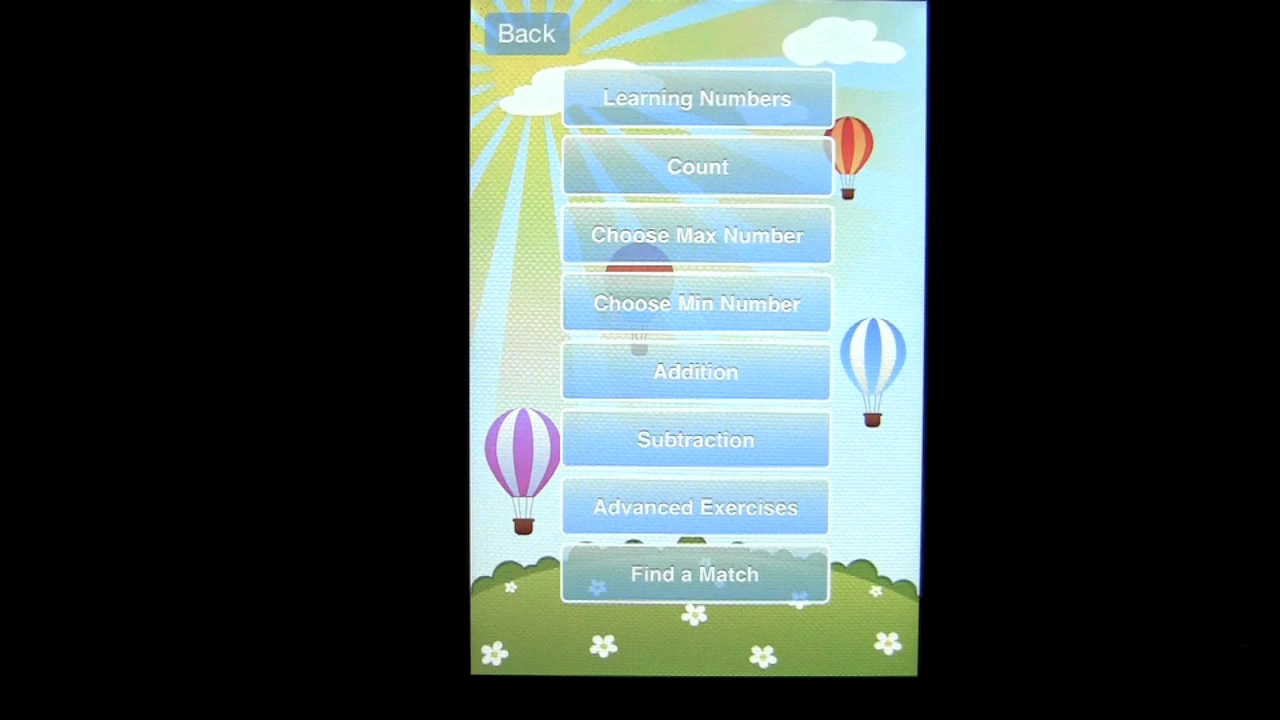 Back
Learning Numbers
Count
Choose Max Number
Choose Min Number
Addition
Subtraction
Advanced Exercises
Find a Match